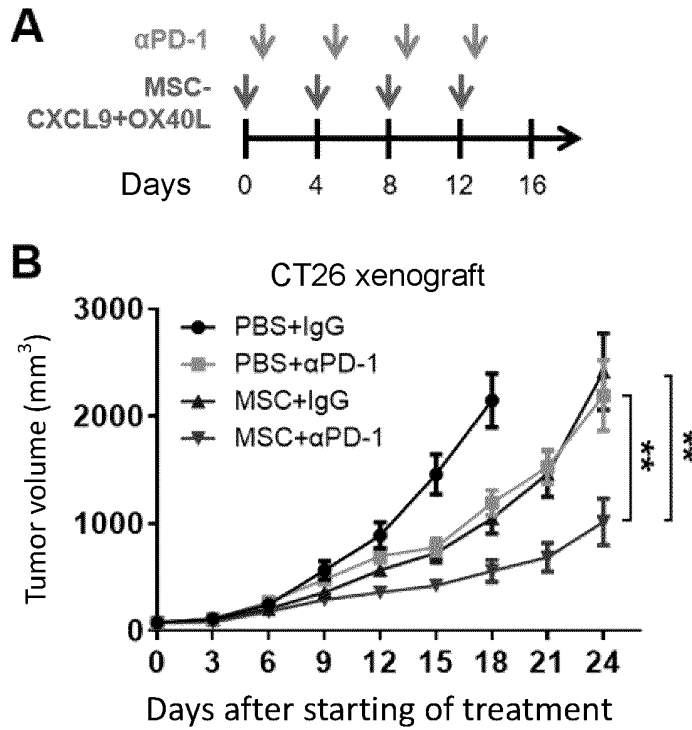 A
αPD-1
MSC-
CXCL9+OX40L
Days 0 4 8 12 16
B
CT26 xenograft
Tumor volume (mm³)
3000
2000
1000
0
PBS+IgG
PBS+αPD-1
MSC+IgG
MSC+αPD-1
**
**
0 3 6 9 12 15 18 21 24
Days after starting of treatment